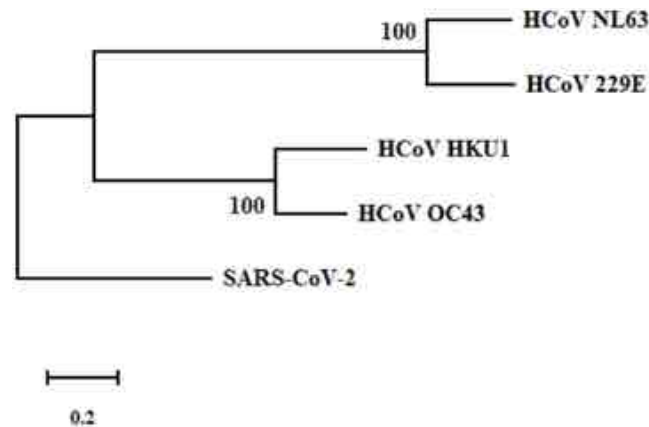 HCoV NL63
100
HCoV 229E
HCoV HKU1
100
HCoV OC43
SARS-CoV-2
0.2